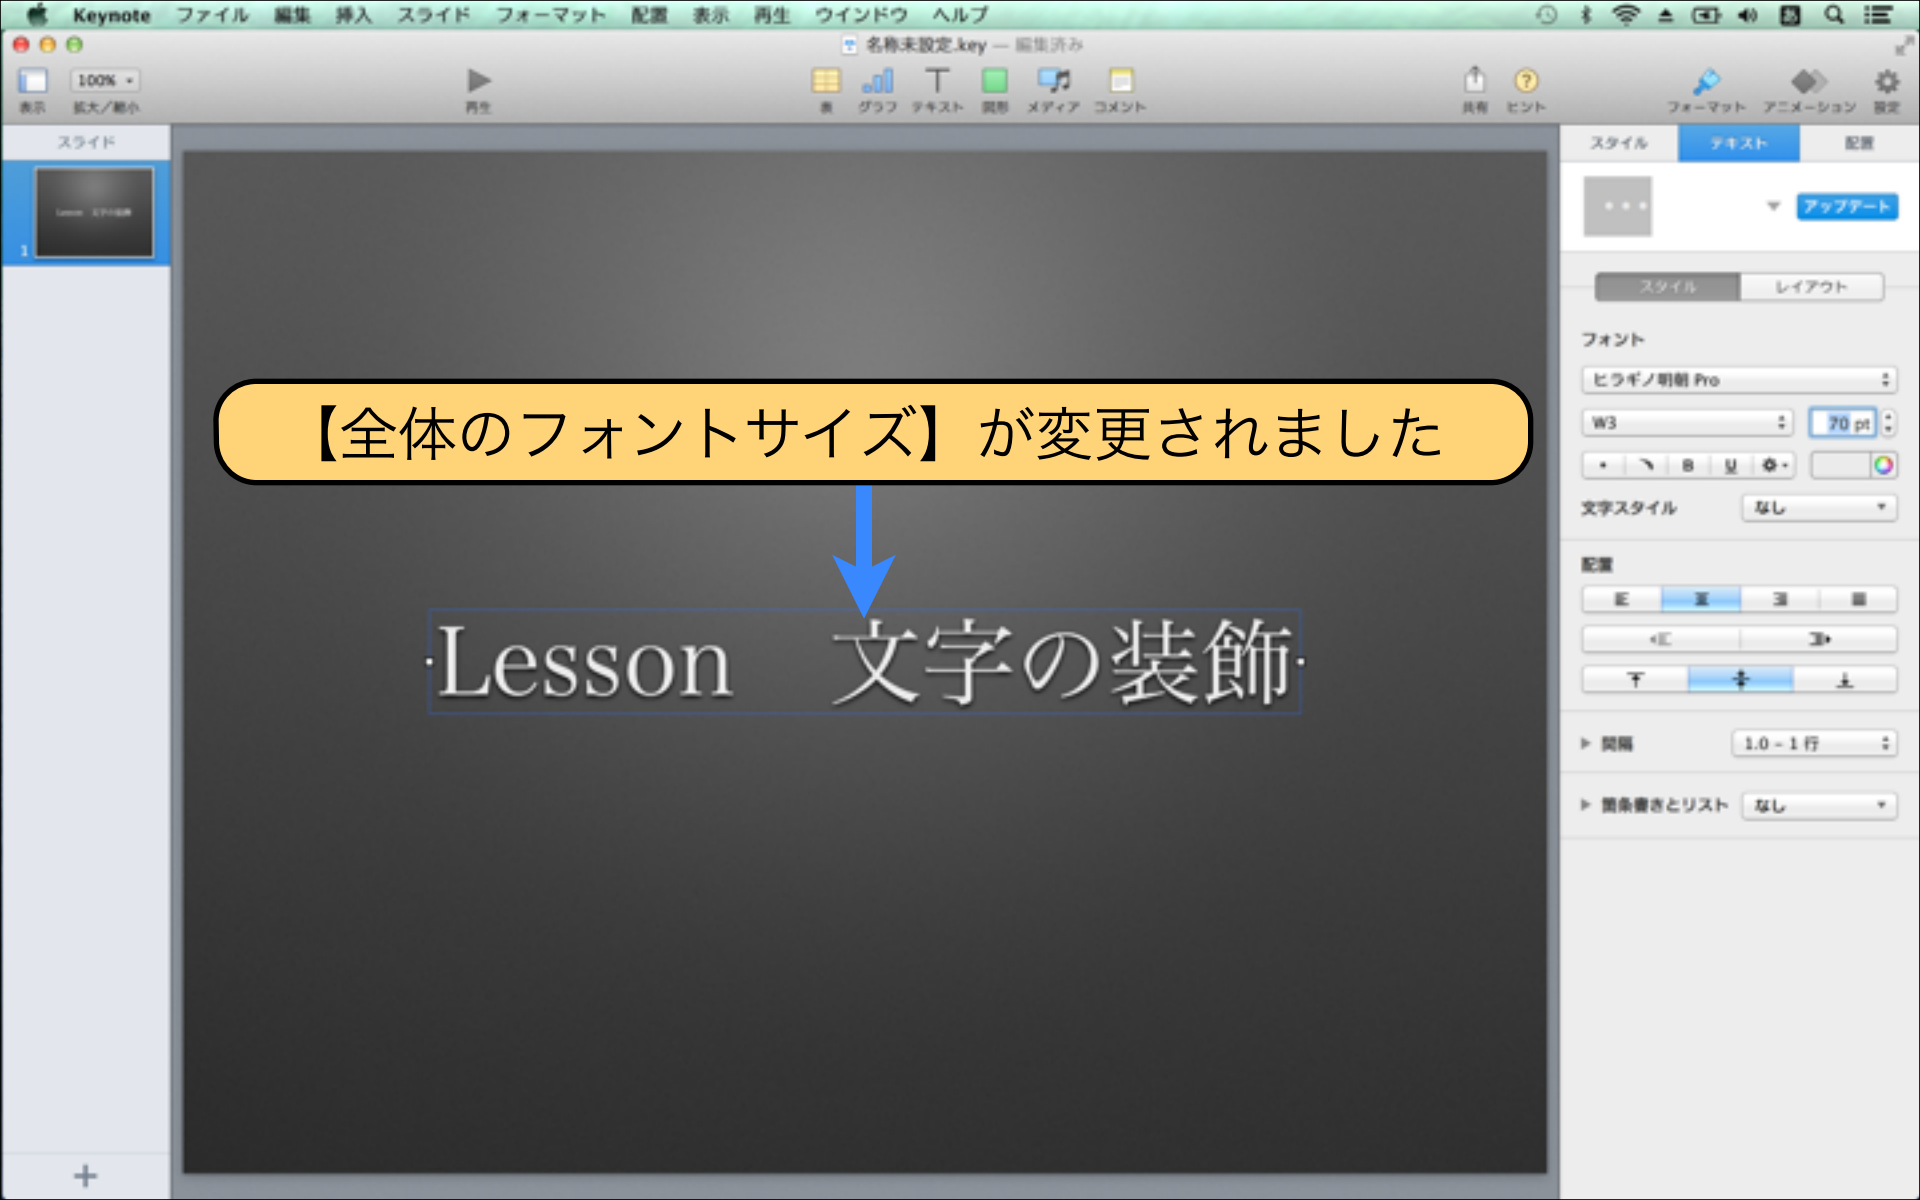 Keynote ファイル 編集 挿入 スライド フォーマット 配置 表示 再生 ウインドウ ヘルプ
名称未設定.key — 編集済み
100%
表示 拡大／縮小 再生 表 グラフ テキスト 図形 メディア コメント 共有 ヒント フォーマット アニメーション 設定
スライド
スタイル テキスト 配置
Lesson 文字の装飾
1
アップデート
スタイル レイアウト
フォント
ヒラギノ明朝 Pro
W3 70 pt
B U
文字スタイル なし
【全体のフォントサイズ】が変更されました
配置
Lesson 文字の装飾
間隔 1.0 – 1 行
箇条書きとリスト なし